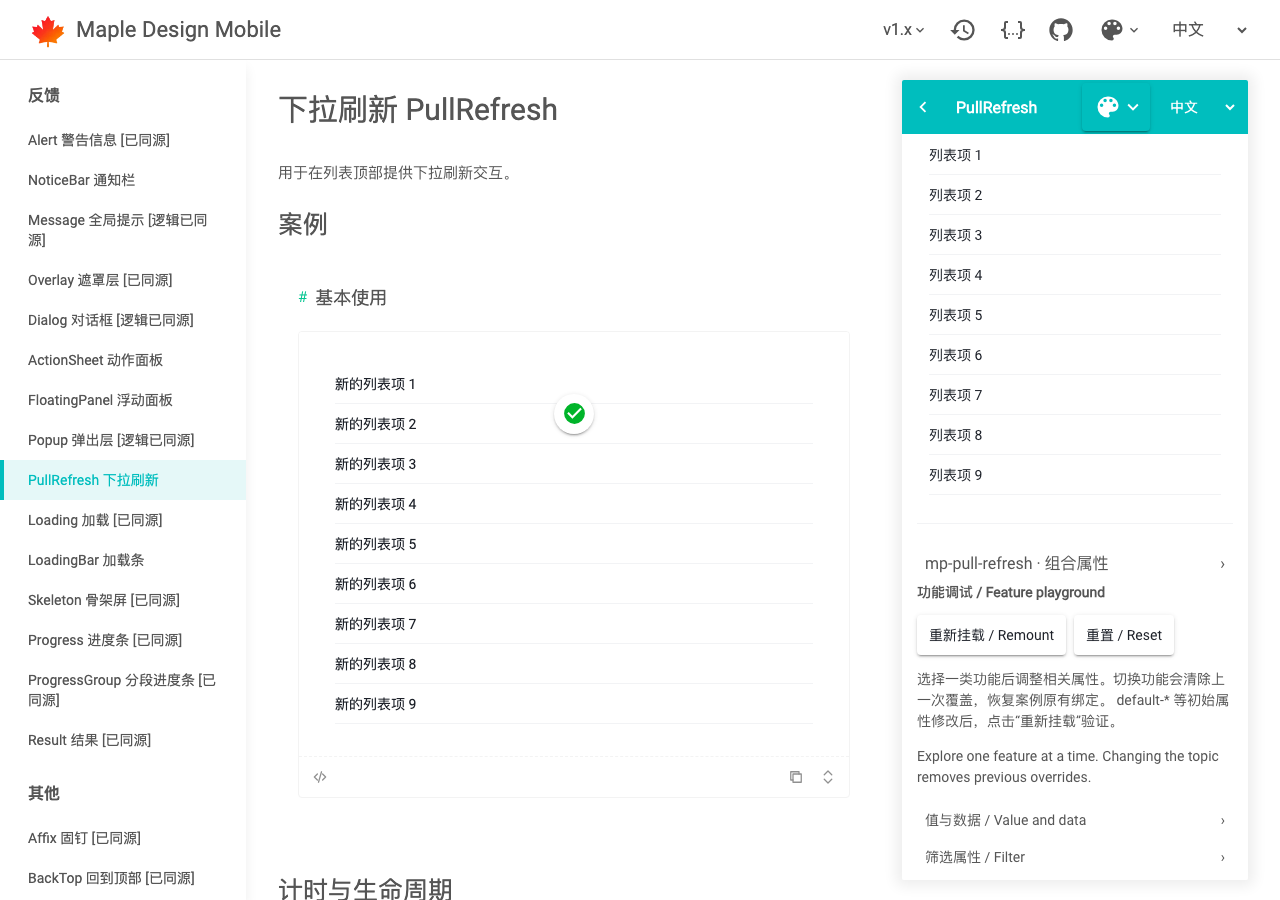 Maple Design Mobile
v1.x
中文
反馈
Alert 警告信息 [已同源]
NoticeBar 通知栏
Message 全局提示 [逻辑已同
源]
Overlay 遮罩层 [已同源]
Dialog 对话框 [逻辑已同源]
ActionSheet 动作面板
FloatingPanel 浮动面板
Popup 弹出层 [逻辑已同源]
PullRefresh 下拉刷新
Loading 加载 [已同源]
LoadingBar 加载条
Skeleton 骨架屏 [已同源]
Progress 进度条 [已同源]
ProgressGroup 分段进度条 [已
同源]
Result 结果 [已同源]
其他
Affix 固钉 [已同源]
BackTop 回到顶部 [已同源]
下拉刷新 PullRefresh
用于在列表顶部提供下拉刷新交互。
案例
# 基本使用
新的列表项 1
新的列表项 2
新的列表项 3
新的列表项 4
新的列表项 5
新的列表项 6
新的列表项 7
新的列表项 8
新的列表项 9
计时与生命周期
PullRefresh
中文
列表项 1
列表项 2
列表项 3
列表项 4
列表项 5
列表项 6
列表项 7
列表项 8
列表项 9
mp-pull-refresh · 组合属性
功能调试 / Feature playground
重新挂载 / Remount
重置 / Reset
选择一类功能后调整相关属性。切换功能会清除上
一次覆盖，恢复案例原有绑定。 default-* 等初始属
性修改后，点击“重新挂载”验证。
Explore one feature at a time. Changing the topic
removes previous overrides.
值与数据 / Value and data
筛选属性 / Filter